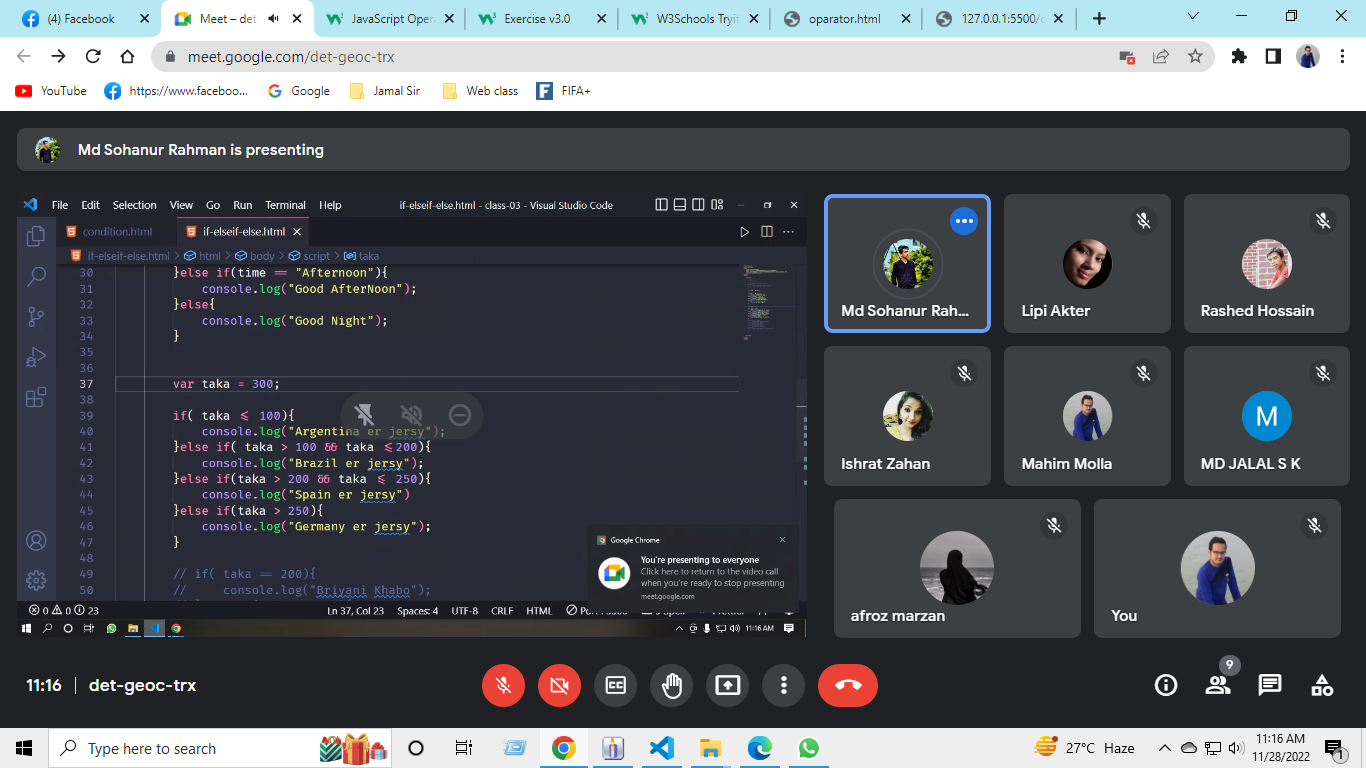 (4) Facebook
Meet – det-
JavaScript Oper
Exercise v3.0
W3Schools Tryit
oparator.html
127.0.0.1:5500/
meet.google.com/det-geoc-trx
YouTube
https://www.faceboo...
Google
Jamal Sir
Web class
FIFA+
Md Sohanur Rahman is presenting
File Edit Selection View Go Run Terminal Help
if-elseif-else.html - class-03 - Visual Studio Code
condition.html
if-elseif-else.html
if-elseif-else.html > html > body > script > taka
30 }else if(time == "Afternoon"){
31 console.log("Good AfterNoon");
32 }else{
33 console.log("Good Night");
34 }
35
36
37 var taka = 300;
38
39 if( taka <= 100){
40 console.log("Argentina er jersy");
41 }else if( taka > 100 && taka <=200){
42 console.log("Brazil er jersy");
43 }else if(taka > 200 && taka <= 250){
44 console.log("Spain er jersy")
45 }else if(taka > 250){
46 console.log("Germany er jersy");
47 }
48
49 // if( taka == 200){
50 // console.log("Briyani Khabo");
Google Chrome
You're presenting to everyone
Click here to return to the video call
when you're ready to stop presenting
meet.google.com
0 0 23
Ln 37, Col 23 Spaces: 4 UTF-8 CRLF HTML
11:16 AM
Md Sohanur Rah...
Lipi Akter
Rashed Hossain
Ishrat Zahan
Mahim Molla
M
MD JALAL S K
afroz marzan
You
11:16 | det-geoc-trx
CC
9
Type here to search
27°C Haze
11:16 AM
11/28/2022
1